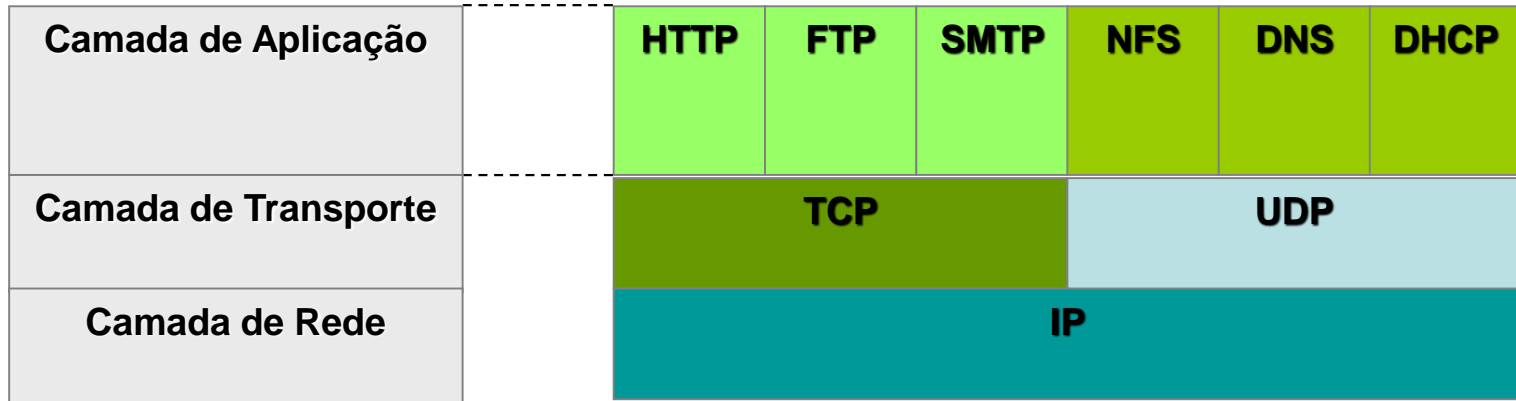 Camada de Aplicação HTTP FTP SMTP NFS DNS DHCP
Camada de Transporte TCP UDP
Camada de Rede IP